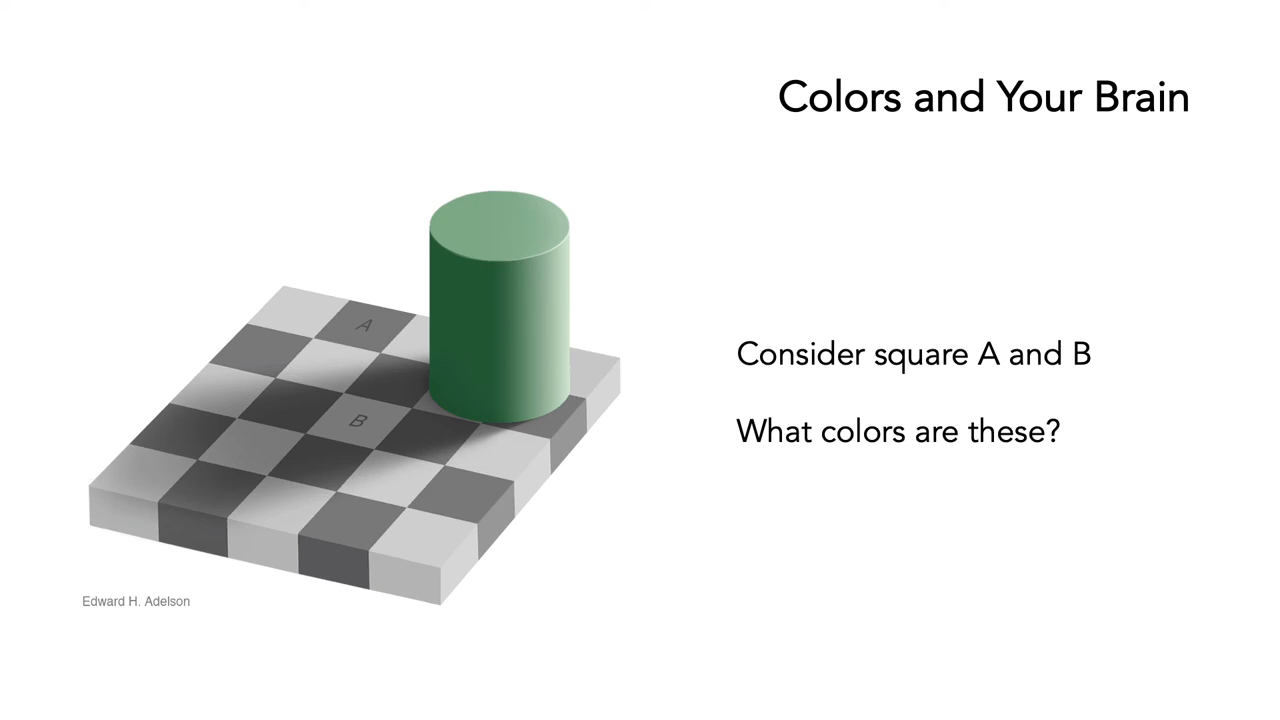 Colors and Your Brain
A
B
Consider square A and B
What colors are these?
Edward H. Adelson